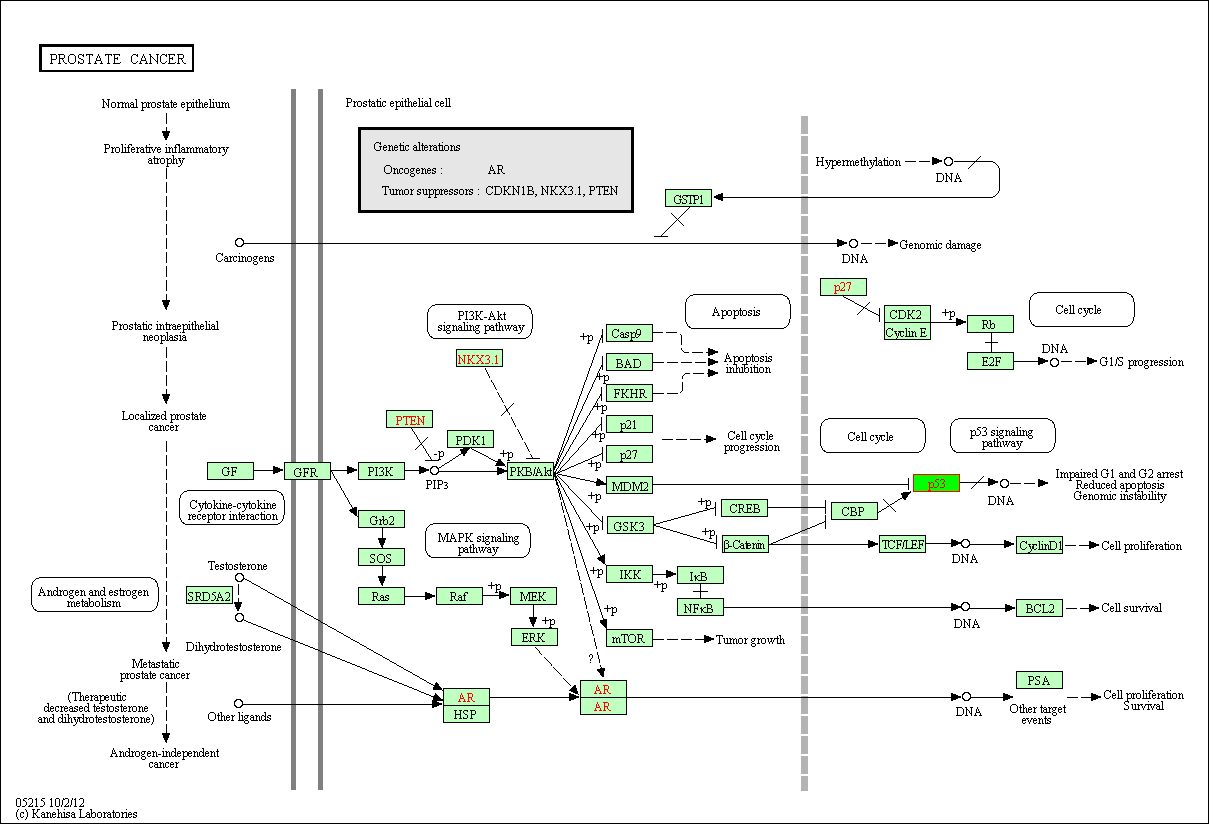 PROSTATE CANCER
Normal prostate epithelium
Proliferative inflammatory
atrophy
Prostatic intraepithelial
neoplasia
Localized prostate
cancer
Metastatic
prostate cancer
(Therapeutic
decreased testosterone
and dihydrotestosterone)
Androgen-independent
cancer
Prostatic epithelial cell
Genetic alterations
Oncogenes : AR
Tumor suppressors : CDKN1B, NKX3.1, PTEN
Hypermethylation
DNA
GSTP1
Carcinogens
DNA
Genomic damage
p27
CDK2
Cyclin E
+p
Rb
E2F
Cell cycle
DNA
G1/S progression
PI3K-Akt
signaling pathway
NKX3.1
Apoptosis
Casp9
BAD
FKHR
p21
p27
MDM2
GSK3
IKK
mTOR
+p
+p
+p
+p
+p
+p
+p
+p
+p
Apoptosis
inhibition
Cell cycle
progression
PTEN
PDK1
-p
+p
GF
GFR
PI3K
PIP3
PKB/Akt
Cell cycle
p53 signaling
pathway
p53
DNA
Impaired G1 and G2 arrest
Reduced apoptosis
Genomic instability
Cytokine-cytokine
receptor interaction
Grb2
SOS
Ras
Raf
+p
MEK
+p
ERK
MAPK signaling
pathway
+p
CREB
CBP
+p
β-Catenin
TCF/LEF
DNA
CyclinD1
Cell proliferation
+p
IκB
NFκB
DNA
BCL2
Cell survival
Tumor growth
Androgen and estrogen
metabolism
Testosterone
SRD5A2
Dihydrotestosterone
Other ligands
AR
HSP
?
AR
AR
DNA
PSA
Other target
events
Cell proliferation
Survival
05215 10/2/12
(c) Kanehisa Laboratories